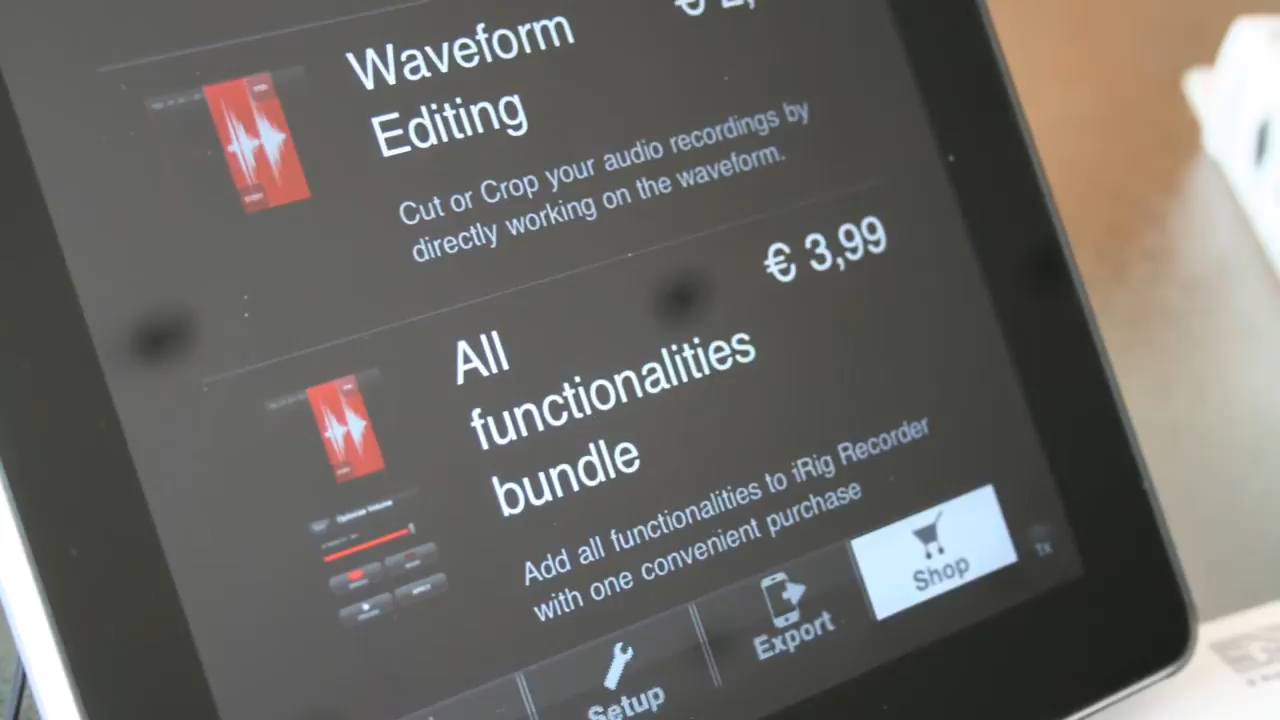 Waveform
Editing
Cut or Crop your audio recordings by
directly working on the waveform.
€ 3,99
All
functionalities
bundle
Add all functionalities to iRig Recorder
with one convenient purchase
Setup
Export
Shop
1x